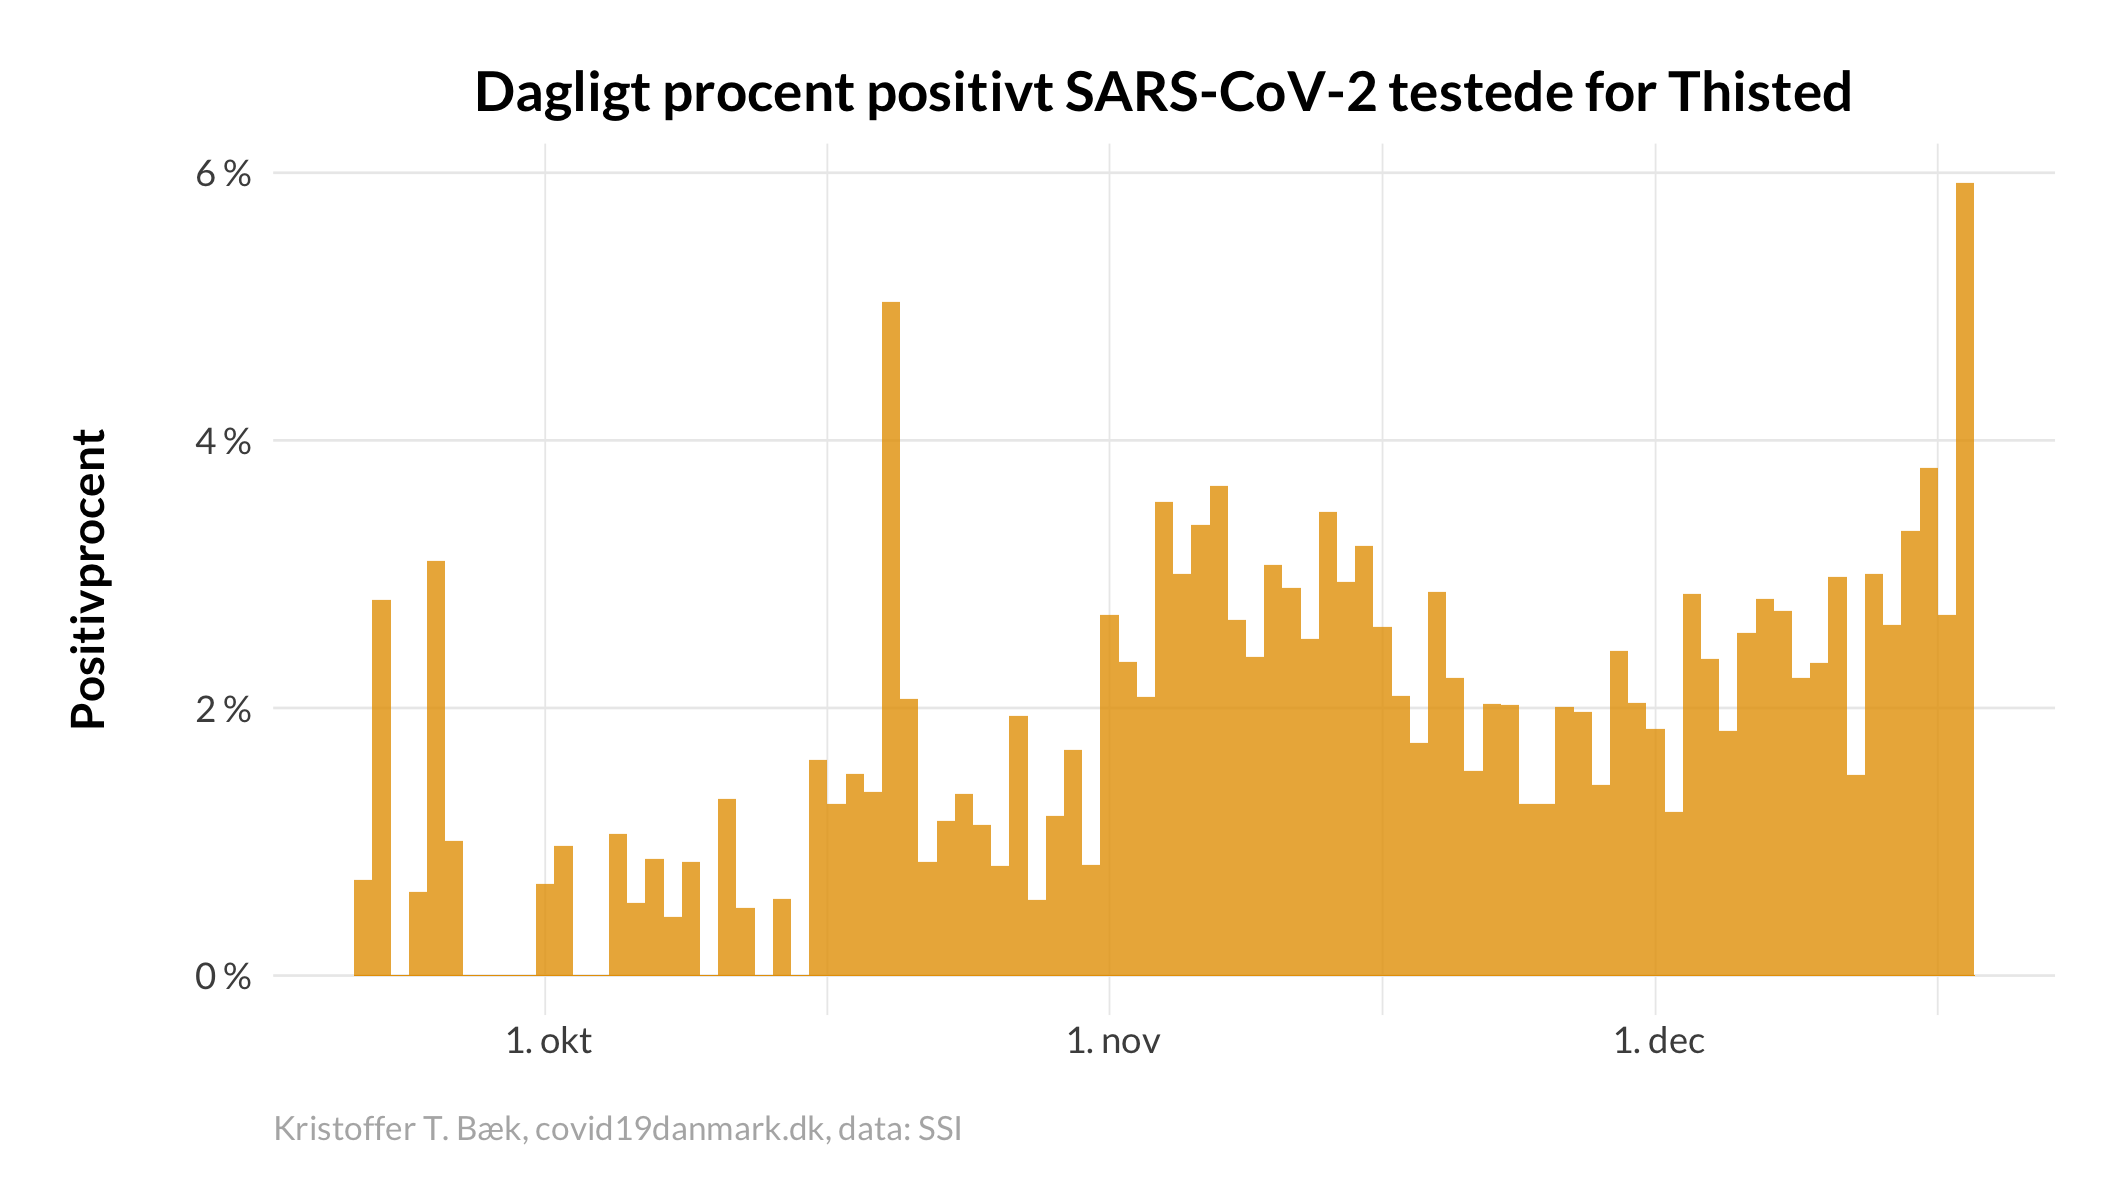 Dagligt procent positivt SARS-CoV-2 testede for Thisted
Positivprocent
6 %
4 %
2 %
0 %
1. okt
1. nov
1. dec
Kristoffer T. Bæk, covid19danmark.dk, data: SSI